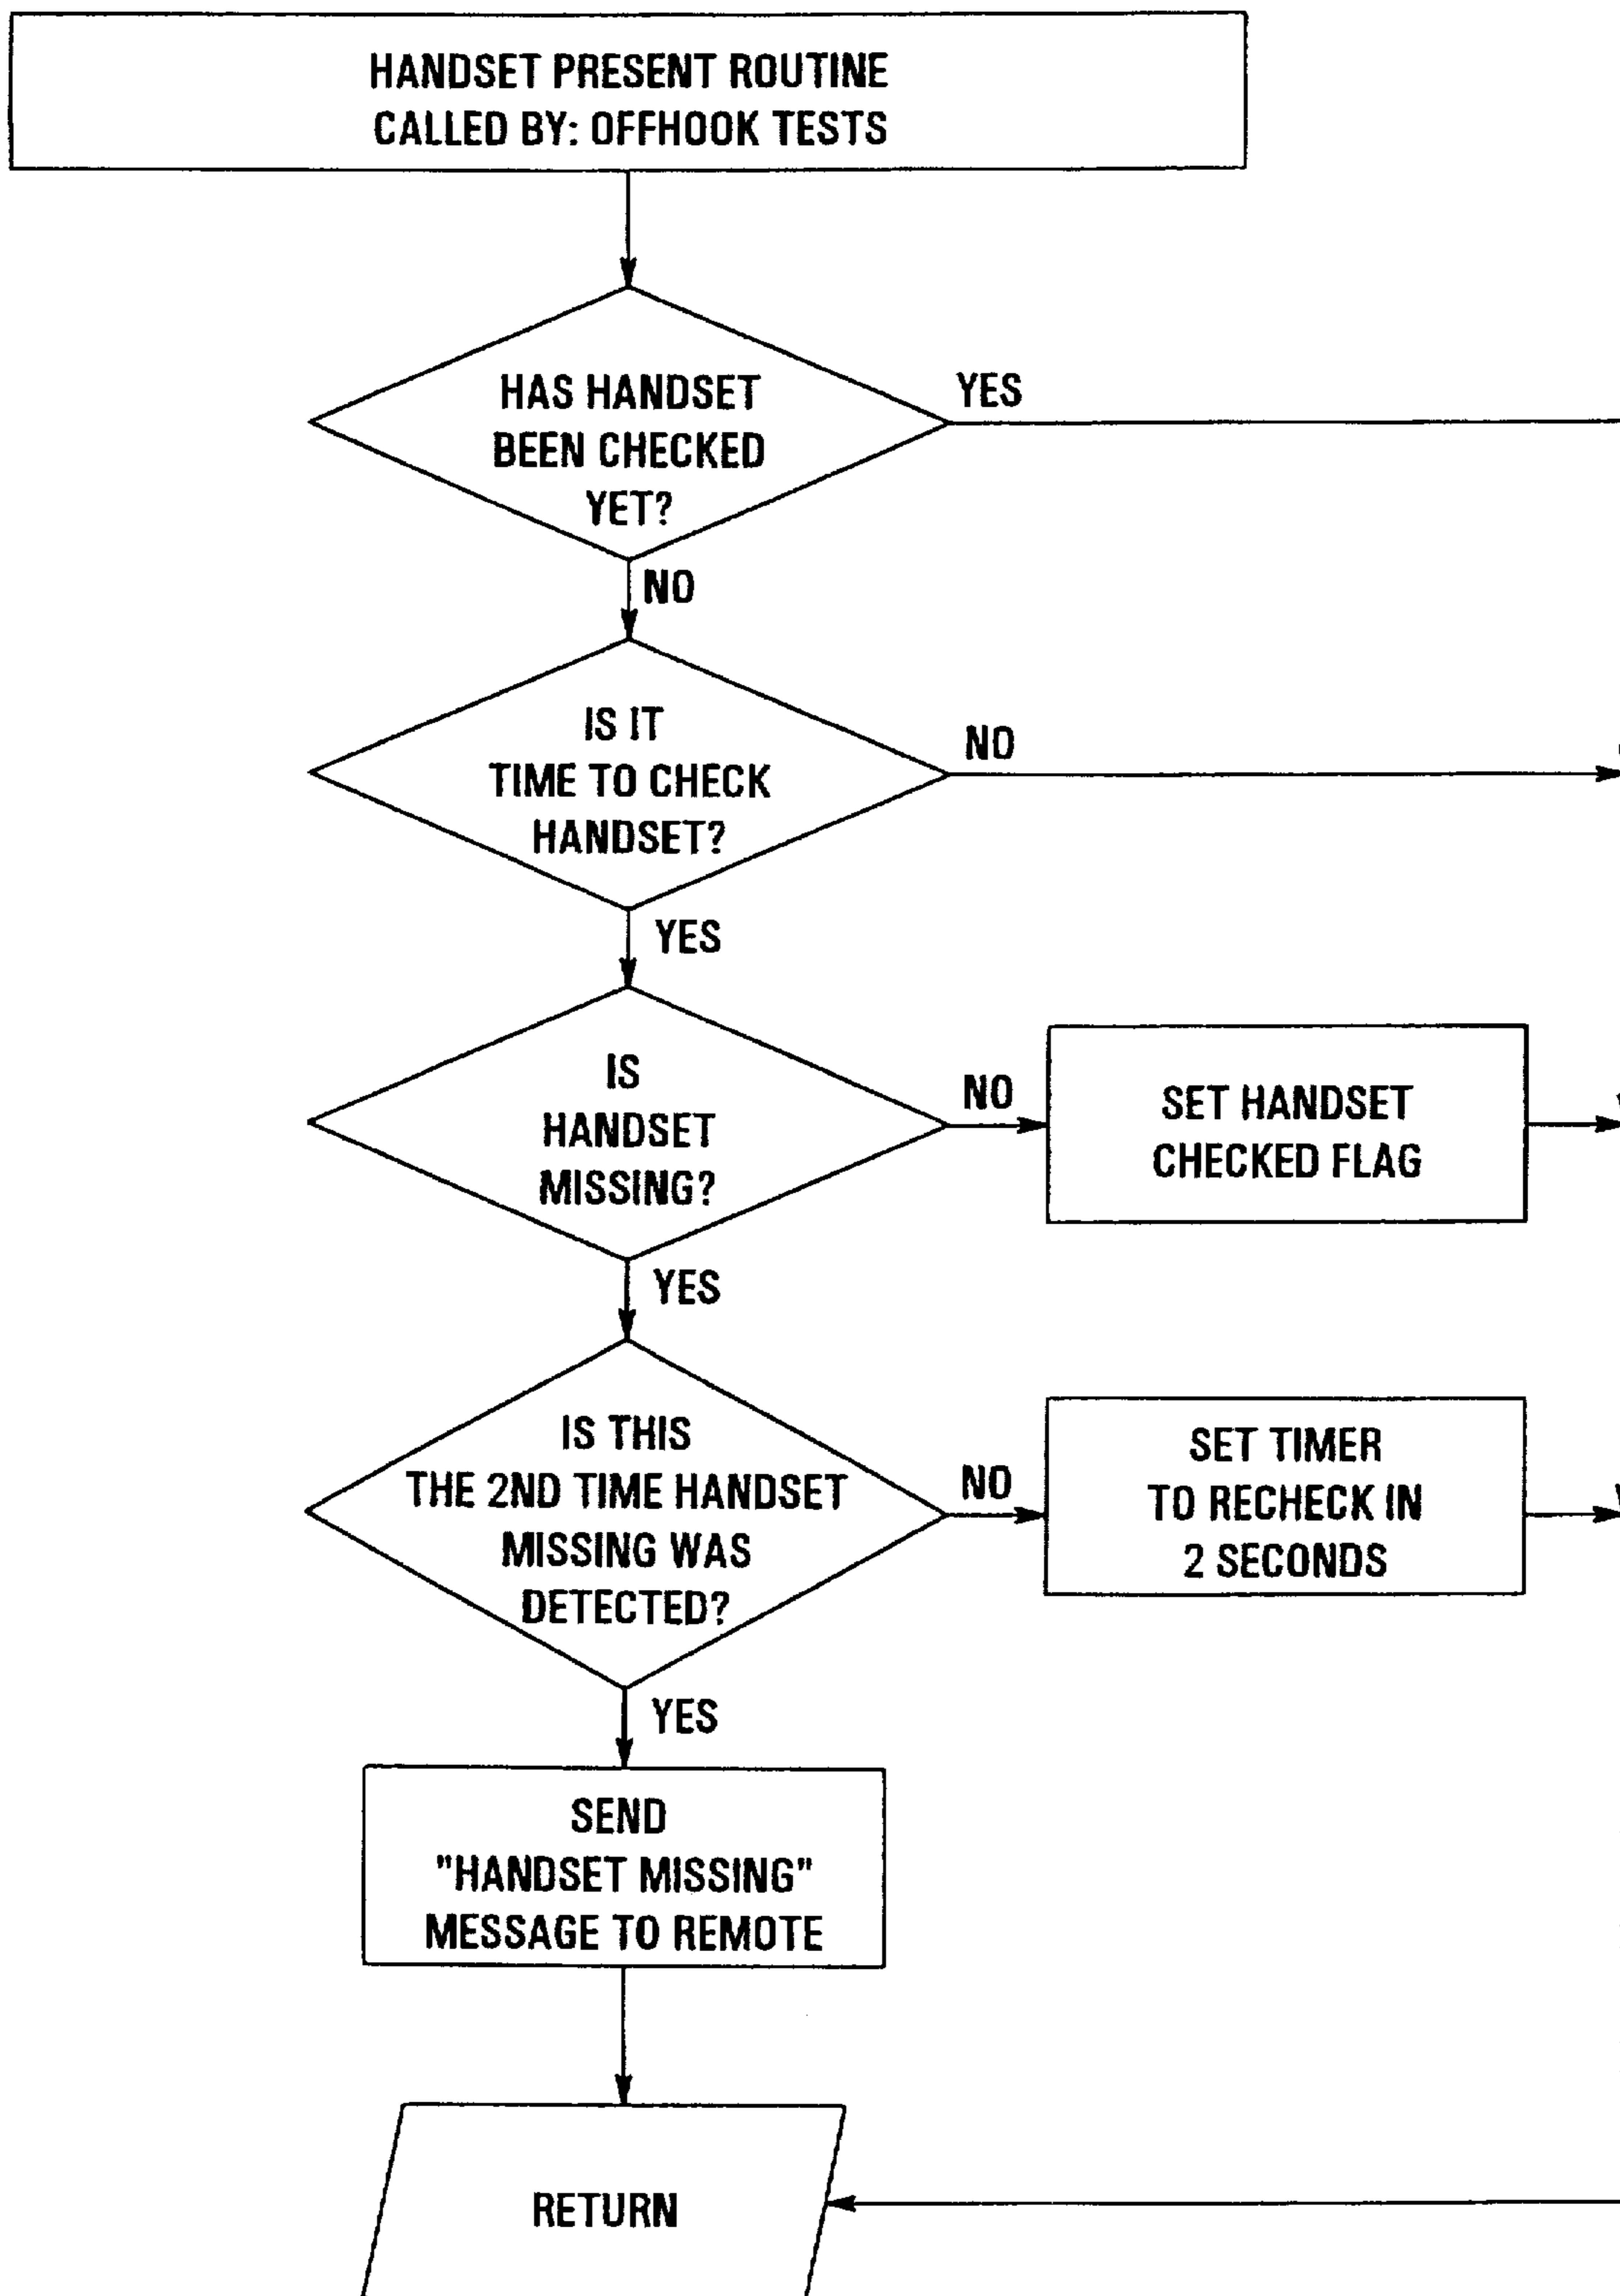 HANDSET PRESENT ROUTINE
CALLED BY: OFFHOOK TESTS
HAS HANDSET
BEEN CHECKED
YET?
YES
NO
IS IT
TIME TO CHECK
HANDSET?
NO
YES
IS
HANDSET
MISSING?
NO
SET HANDSET
CHECKED FLAG
YES
IS THIS
THE 2ND TIME HANDSET
MISSING WAS
DETECTED?
NO
SET TIMER
TO RECHECK IN
2 SECONDS
YES
SEND
"HANDSET MISSING"
MESSAGE TO REMOTE
RETURN